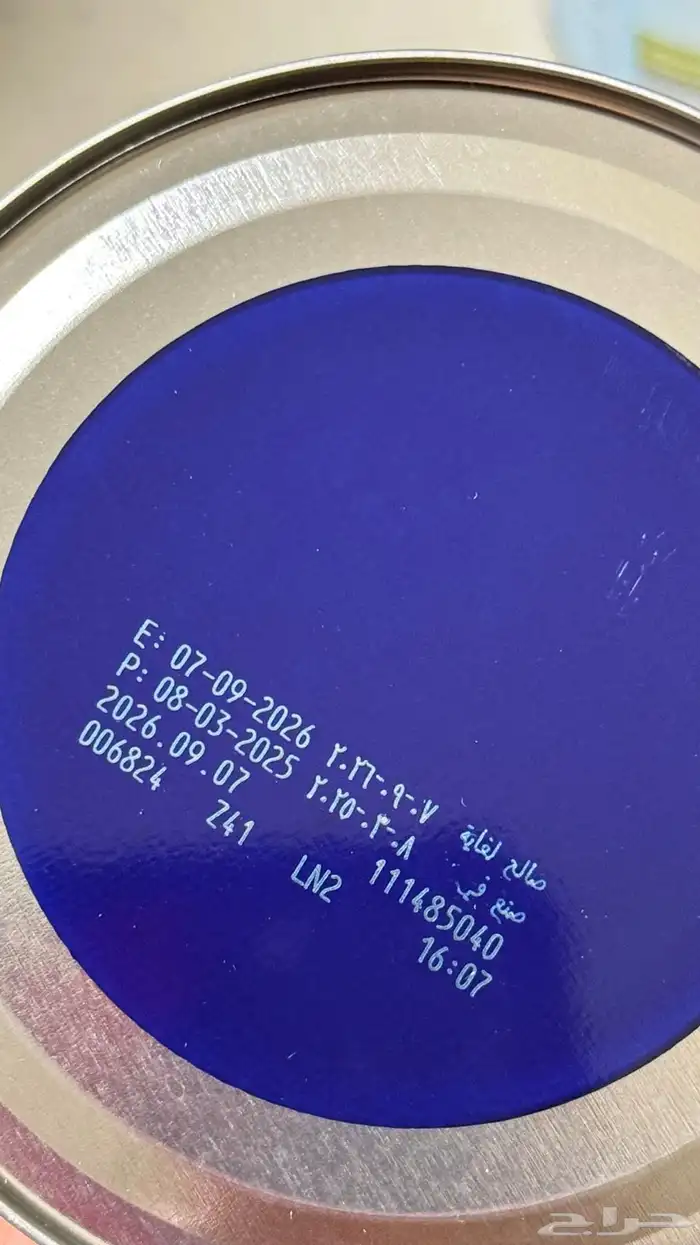 E: 07-09-2026 ٢٠٢٦-٠٩-٠٧ صالح لغاية
P: 08-03-2025 ٢٠٢٥-٠٣-٠٨ صنع في
2026.09.07 111485040
006824 Z41 LN2 16:07
حراج